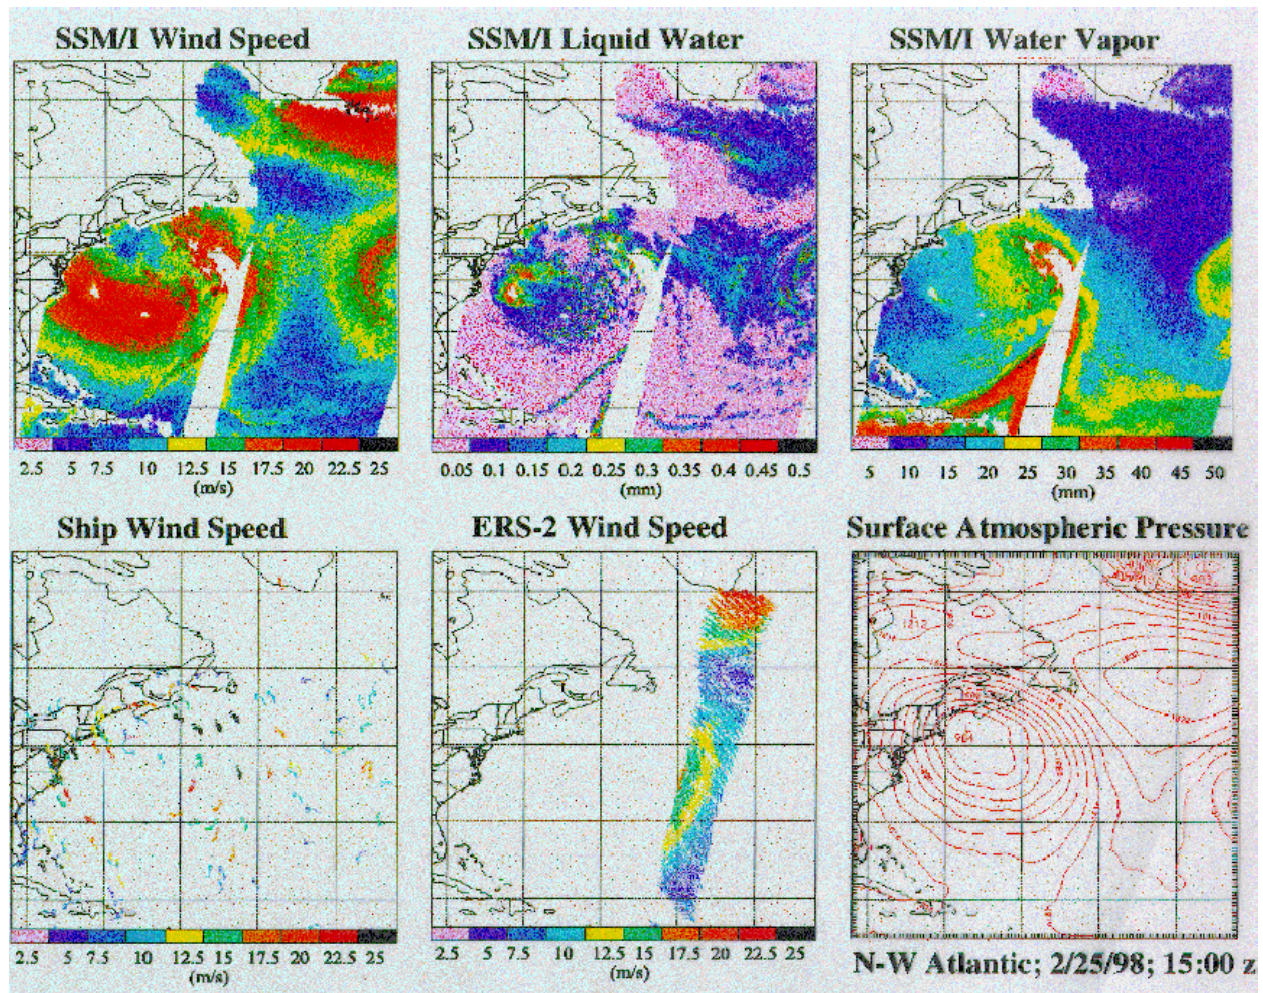 SSM/I Wind Speed
SSM/I Liquid Water
SSM/I Water Vapor
2.5 5 7.5 10 12.5 15 17.5 20 22.5 25
(m/s)
0.05 0.1 0.15 0.2 0.25 0.3 0.35 0.4 0.45 0.5
(mm)
5 10 15 20 25 30 35 40 45 50
(mm)
Ship Wind Speed
ERS-2 Wind Speed
Surface Atmospheric Pressure
2.5 5 7.5 10 12.5 15 17.5 20 22.5 25
(m/s)
2.5 5 7.5 10 12.5 15 17.5 20 22.5 25
(m/s)
L
1012
N-W Atlantic; 2/25/98; 15:00 z